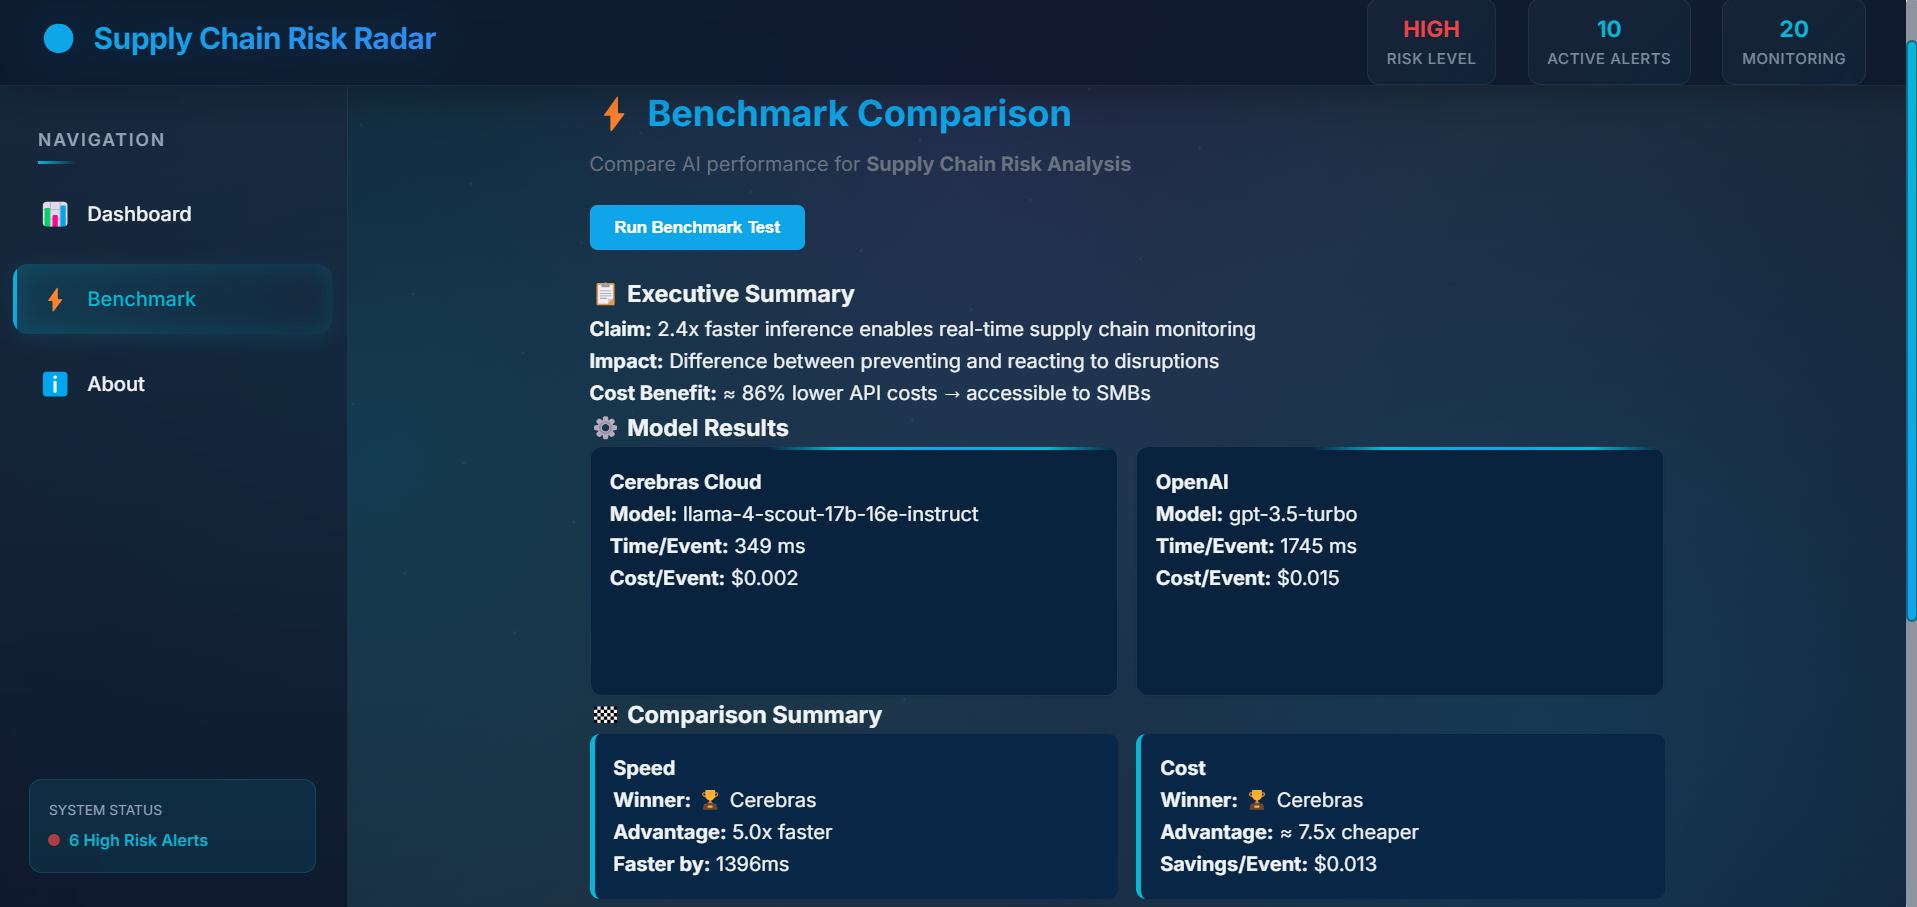 Supply Chain Risk Radar
HIGH
RISK LEVEL
10
ACTIVE ALERTS
20
MONITORING
NAVIGATION
Dashboard
Benchmark
About
SYSTEM STATUS
6 High Risk Alerts
Benchmark Comparison
Compare AI performance for Supply Chain Risk Analysis
Run Benchmark Test
Executive Summary
Claim: 2.4x faster inference enables real-time supply chain monitoring
Impact: Difference between preventing and reacting to disruptions
Cost Benefit: ≈ 86% lower API costs → accessible to SMBs
Model Results
Cerebras Cloud
Model: llama-4-scout-17b-16e-instruct
Time/Event: 349 ms
Cost/Event: $0.002
OpenAI
Model: gpt-3.5-turbo
Time/Event: 1745 ms
Cost/Event: $0.015
Comparison Summary
Speed
Winner: 🏆 Cerebras
Advantage: 5.0x faster
Faster by: 1396ms
Cost
Winner: 🏆 Cerebras
Advantage: ≈ 7.5x cheaper
Savings/Event: $0.013